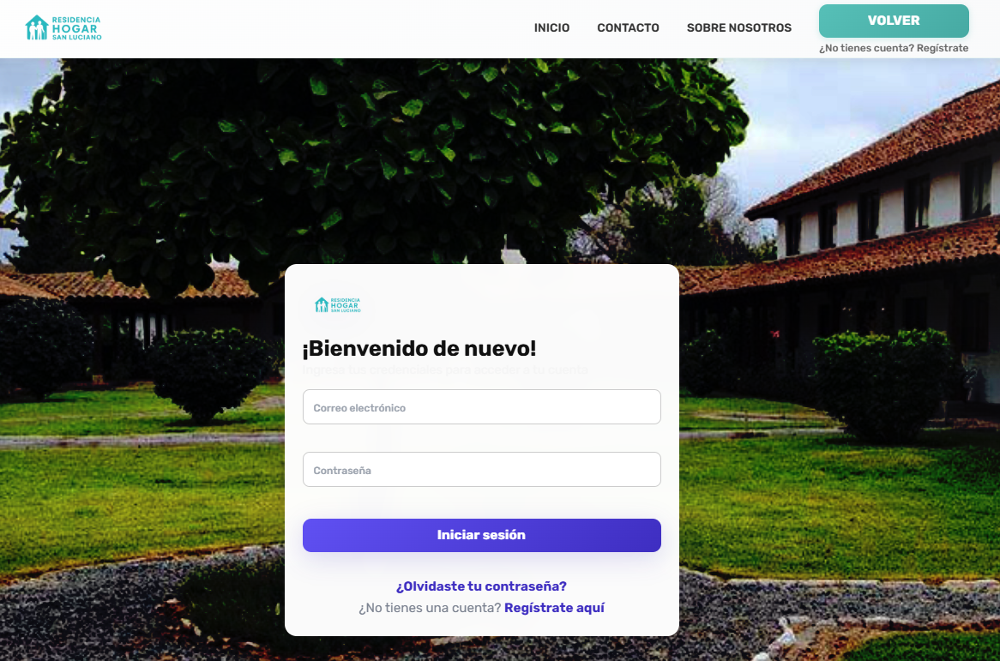 RESIDENCIA
HOGAR
SAN LUCIANO
INICIO
CONTACTO
SOBRE NOSOTROS
VOLVER
¿No tienes cuenta? Regístrate
RESIDENCIA
HOGAR
SAN LUCIANO
¡Bienvenido de nuevo!
Ingresa tus credenciales para acceder a tu cuenta
Correo electrónico
Contraseña
Iniciar sesión
¿Olvidaste tu contraseña?
¿No tienes una cuenta? Regístrate aquí